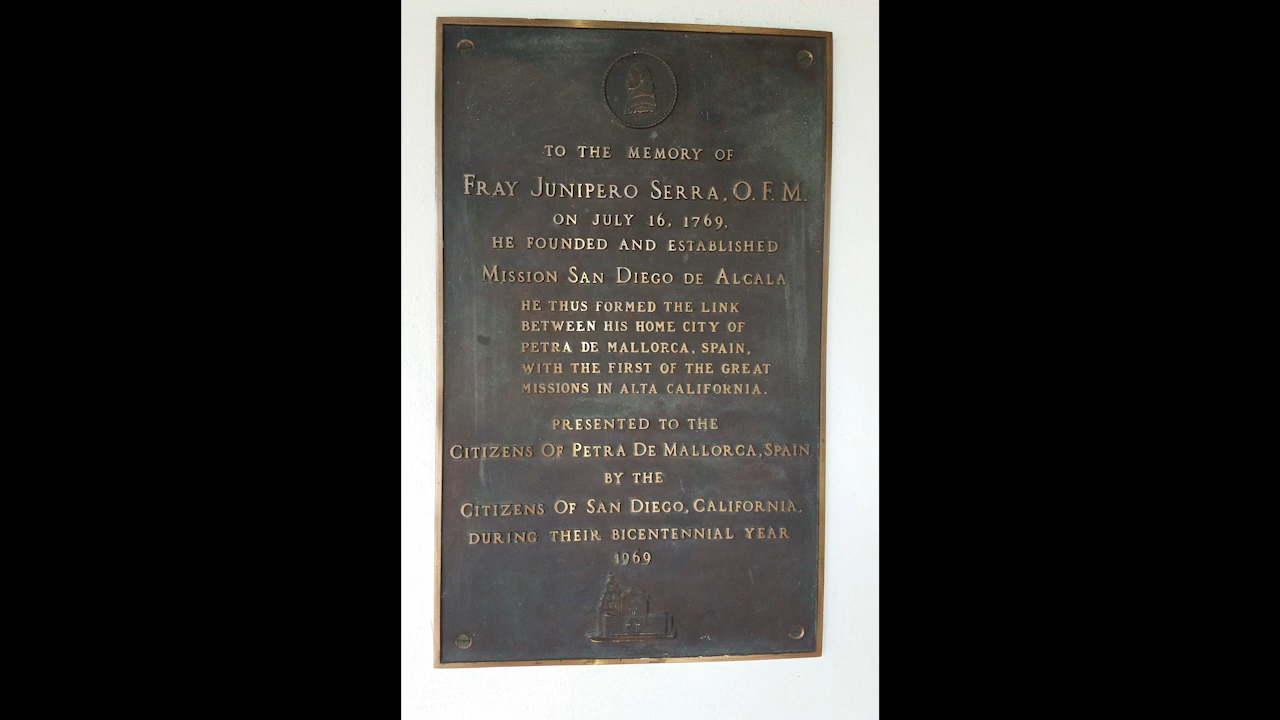 TO THE MEMORY OF
FRAY JUNIPERO SERRA, O. F. M.
ON JULY 16, 1769,
HE FOUNDED AND ESTABLISHED
MISSION SAN DIEGO DE ALCALA
HE THUS FORMED THE LINK
BETWEEN HIS HOME CITY OF
PETRA DE MALLORCA, SPAIN,
WITH THE FIRST OF THE GREAT
MISSIONS IN ALTA CALIFORNIA.
PRESENTED TO THE
CITIZENS OF PETRA DE MALLORCA, SPAIN
BY THE
CITIZENS OF SAN DIEGO, CALIFORNIA,
DURING THEIR BICENTENNIAL YEAR
1969